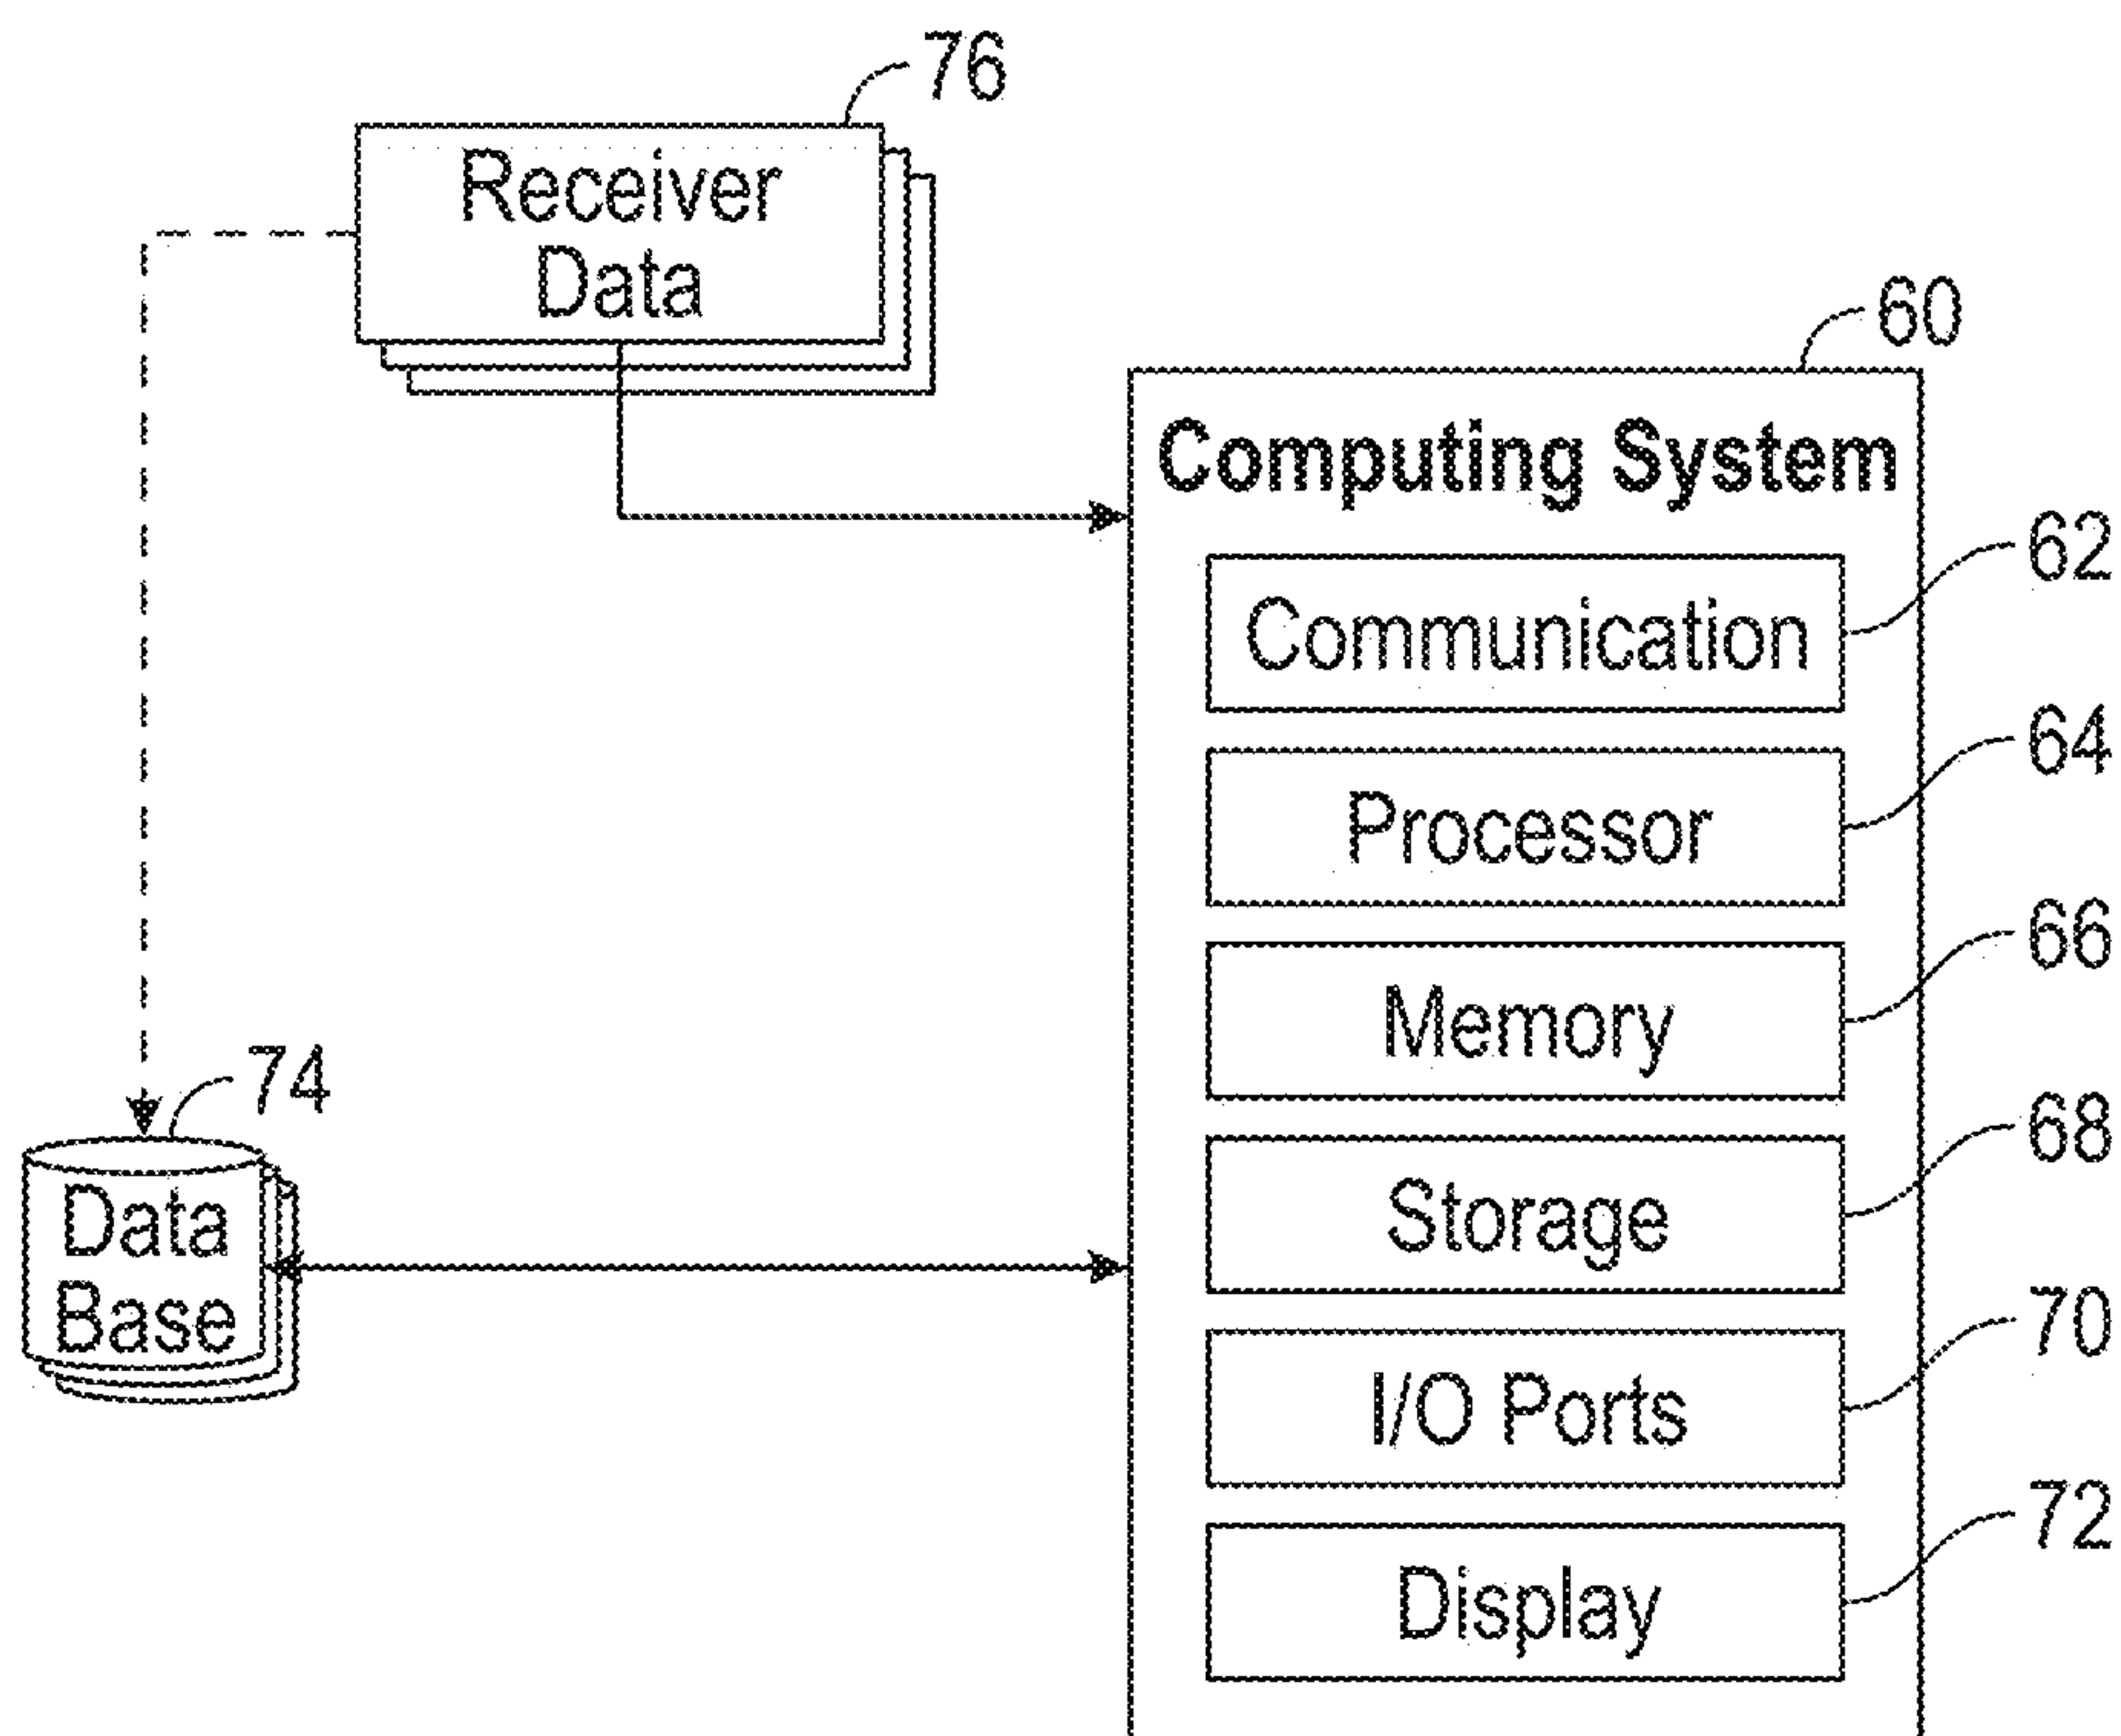 76
Receiver
Data
60
Computing System
62
Communication
64
Processor
66
Memory
74
68
Data
Storage
Base
70
I/O Ports
72
Display